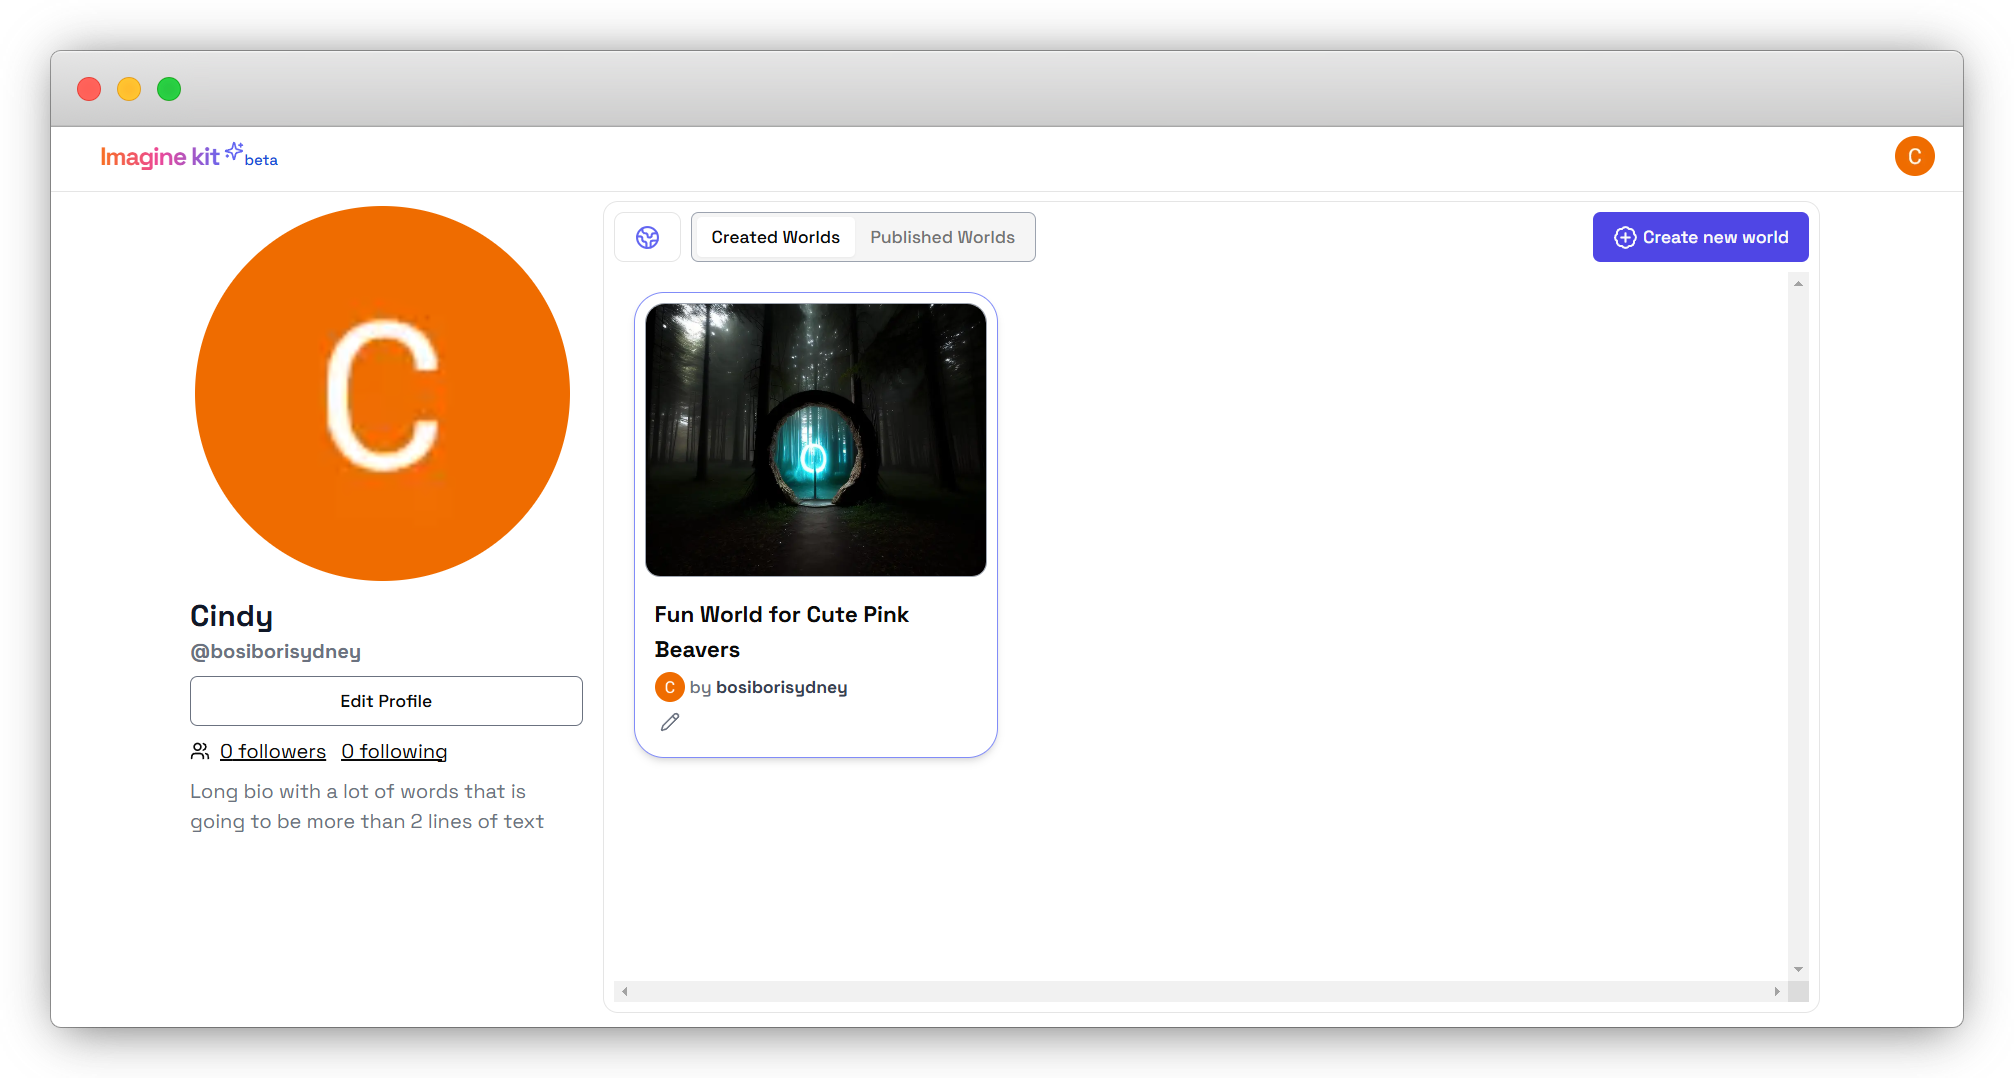 Imagine kit beta
C
C
Cindy
@bosiborisydney
Edit Profile
0 followers 0 following
Long bio with a lot of words that is
going to be more than 2 lines of text
Created Worlds Published Worlds
Create new world
Fun World for Cute Pink
Beavers
C by bosiborisydney